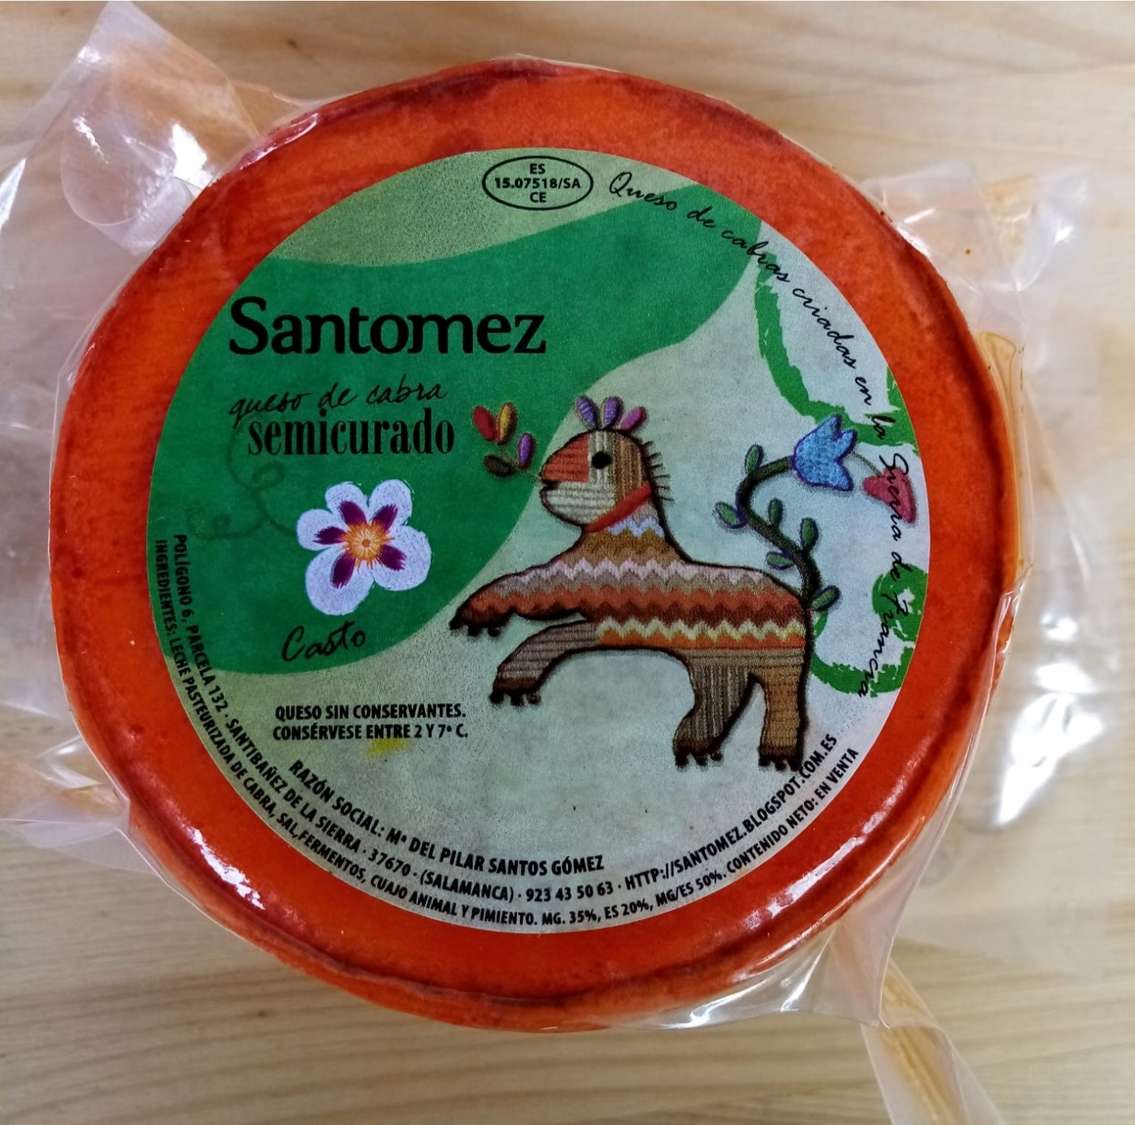 ES
15.07518/SA
CE
Queso de cabras criadas en la Sierra de Francia
Santomez
queso de cabra
semicurado
Casto
QUESO SIN CONSERVANTES.
CONSÉRVESE ENTRE 2 Y 7º C.
RAZÓN SOCIAL: Mª DEL PILAR SANTOS GÓMEZ
POLÍGONO 6, PARCELA 132 · SANTIBAÑEZ DE LA SIERRA · 37670 · (SALAMANCA) · 923 43 50 63 · HTTP://SANTOMEZ.BLOGSPOT.COM.ES
INGREDIENTES: LECHE PASTEURIZADA DE CABRA, SAL, FERMENTOS, CUAJO ANIMAL Y PIMIENTO. MG. 35%, ES 20%, MG/ES 50%. CONTENIDO NETO: EN VENTA